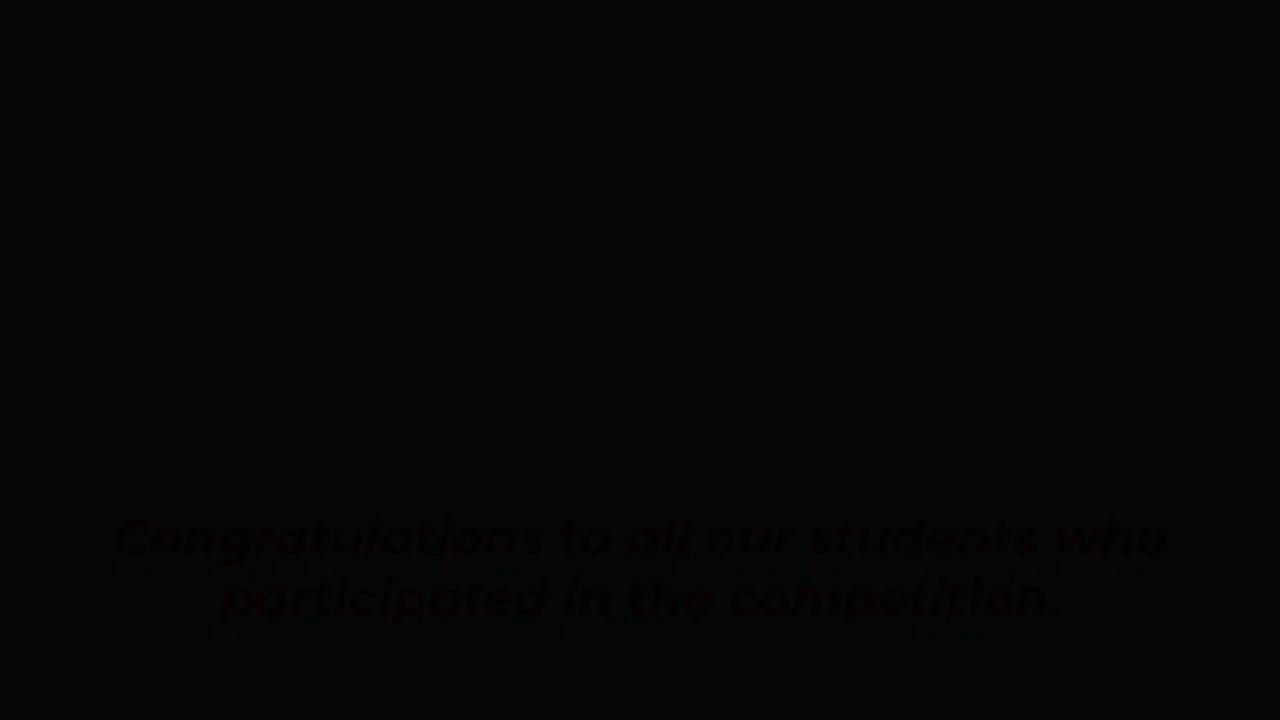 Congratulations to all our students who
participated in the competition.